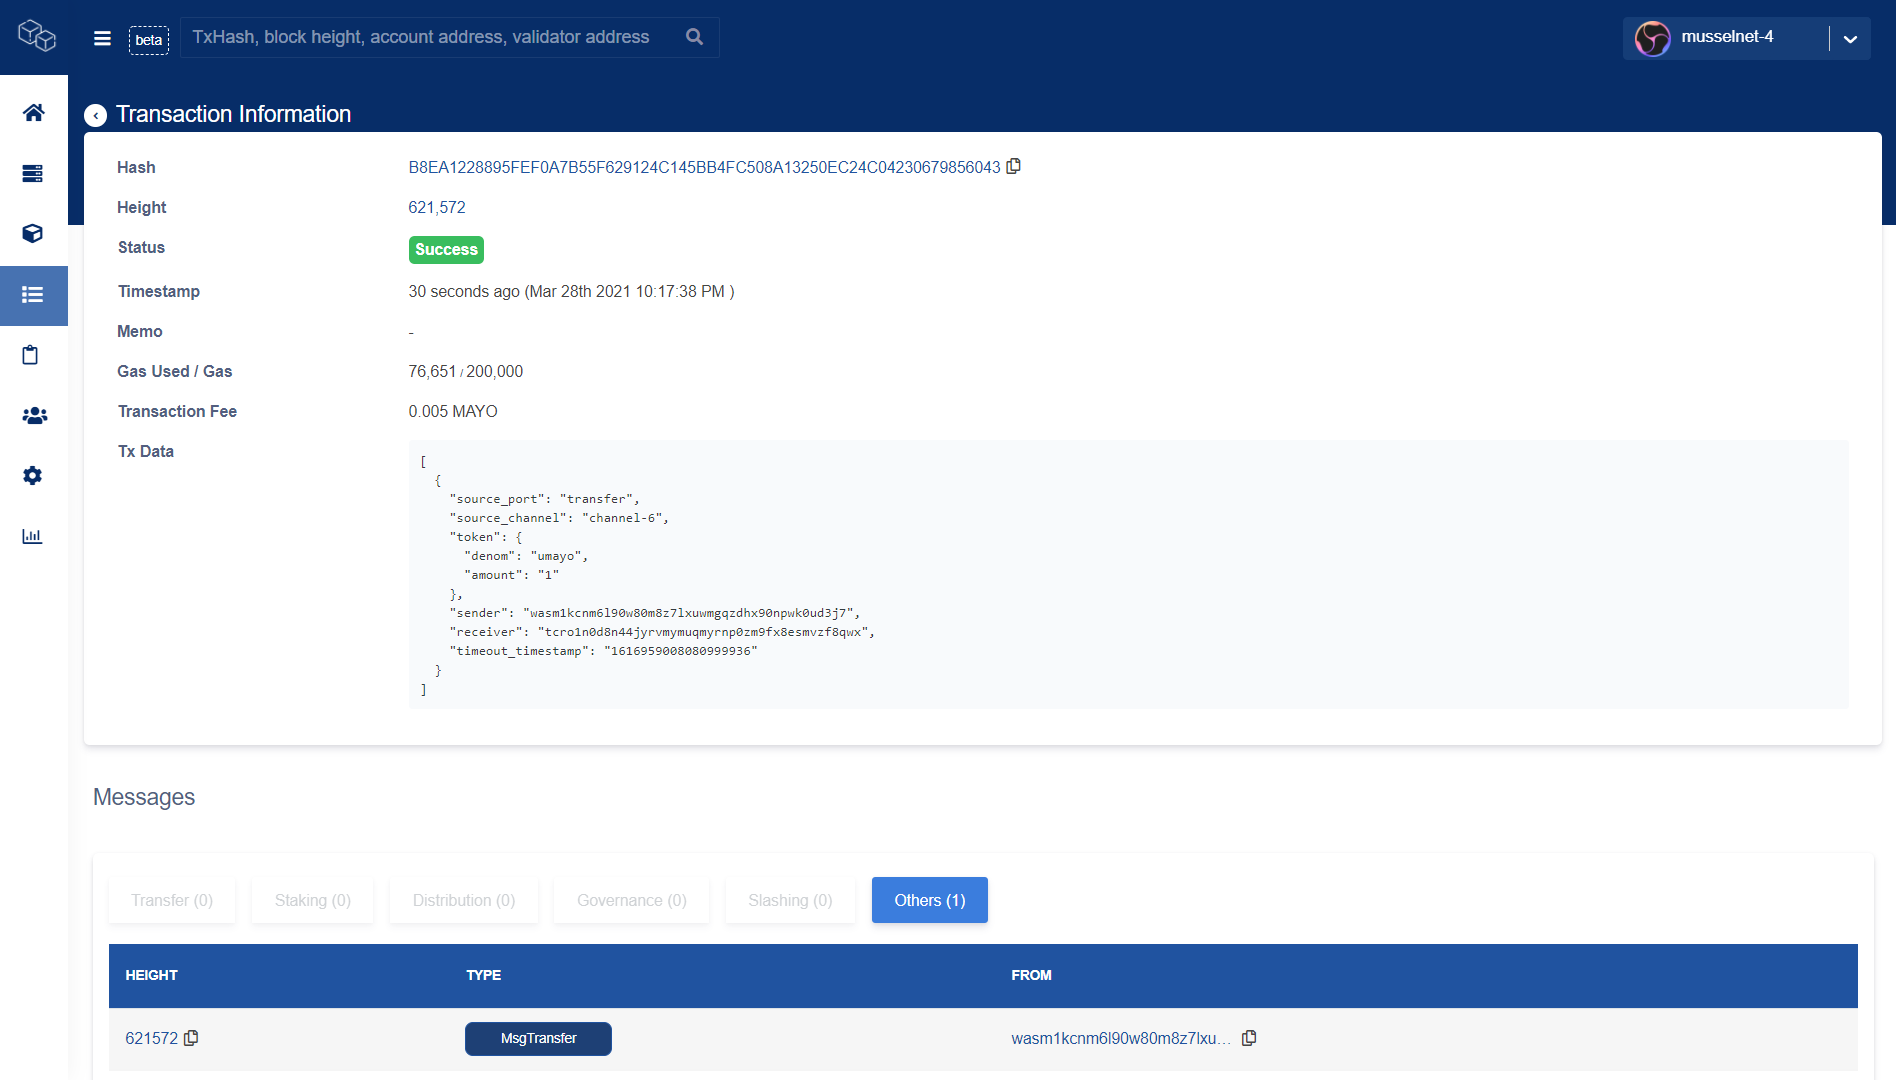 beta
TxHash, block height, account address, validator address
musselnet-4
Transaction Information
Hash
B8EA1228895FEF0A7B55F629124C145BB4FC508A13250EC24C04230679856043
Height
621,572
Status
Success
Timestamp
30 seconds ago (Mar 28th 2021 10:17:38 PM )
Memo
-
Gas Used / Gas
76,651 / 200,000
Transaction Fee
0.005 MAYO
Tx Data
[
{
"source_port": "transfer",
"source_channel": "channel-6",
"token": {
"denom": "umayo",
"amount": "1"
},
"sender": "wasm1kcnm6l90w80m8z7lxuwmgqzdhx90npwk0ud3j7",
"receiver": "tcro1n0d8n44jyrvmymuqmyrnp0zm9fx8esmvzf8qwx",
"timeout_timestamp": "1616959008080999936"
}
]
Messages
Transfer (0)
Staking (0)
Distribution (0)
Governance (0)
Slashing (0)
Others (1)
HEIGHT
TYPE
FROM
621572
MsgTransfer
wasm1kcnm6l90w80m8z7lxu...